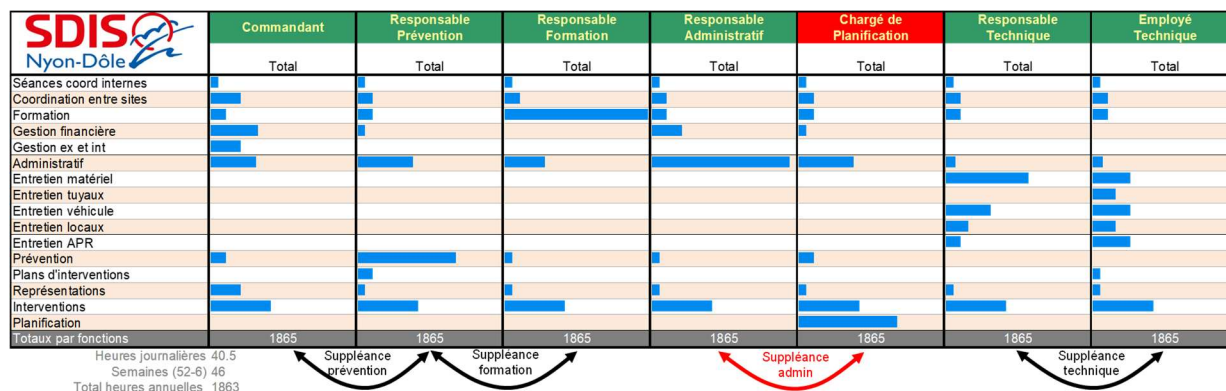 SDIS
Nyon-Dôle
Commandant
Responsable
Prévention
Responsable
Formation
Responsable
Administratif
Chargé de
Planification
Responsable
Technique
Employé
Technique
Total Total Total Total Total Total Total
Séances coord internes
Coordination entre sites
Formation
Gestion financière
Gestion ex et int
Administratif
Entretien matériel
Entretien tuyaux
Entretien véhicule
Entretien locaux
Entretien APR
Prévention
Plans d'interventions
Représentations
Interventions
Planification
Totaux par fonctions 1865 1865 1865 1865 1865 1865 1865
Heures journalières 40.5
Semaines (52-6) 46
Total heures annuelles 1863
Suppléance
prévention
Suppléance
formation
Suppléance
admin
Suppléance
technique